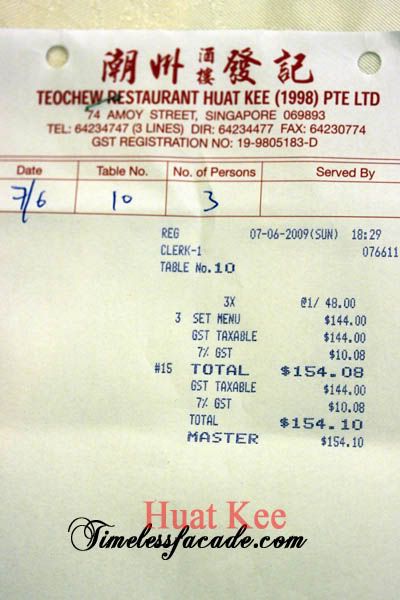 潮州酒樓發記
TEOCHEW RESTAURANT HUAT KEE (1998) PTE LTD
74 AMOY STREET, SINGAPORE 069893
TEL: 64234747 (3 LINES) DIR: 64234477 FAX: 64230774
GST REGISTRATION NO: 19-9805183-D
Date Table No. No. of Persons Served By
7/6 10 3
REG 07-06-2009(SUN) 18:29
CLERK-1 076611
TABLE No.10
3X @1/ 48.00
3 SET MENU $144.00
GST TAXABLE $144.00
7% GST $10.08
#15 TOTAL $154.08
GST TAXABLE $144.00
7% GST $10.08
TOTAL $154.10
MASTER $154.10
Huat Kee
Timelessfacade.com